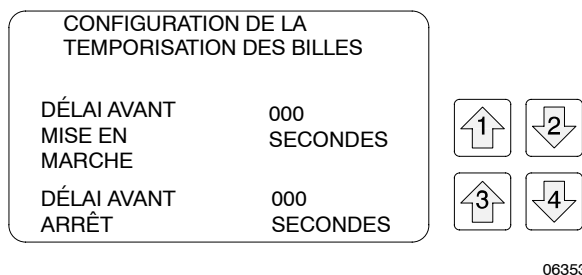 CONFIGURATION DE LA
TEMPORISATION DES BILLES
DÉLAI AVANT
MISE EN
MARCHE
000
SECONDES
1
2
DÉLAI AVANT
ARRÊT
000
SECONDES
3
4
06353